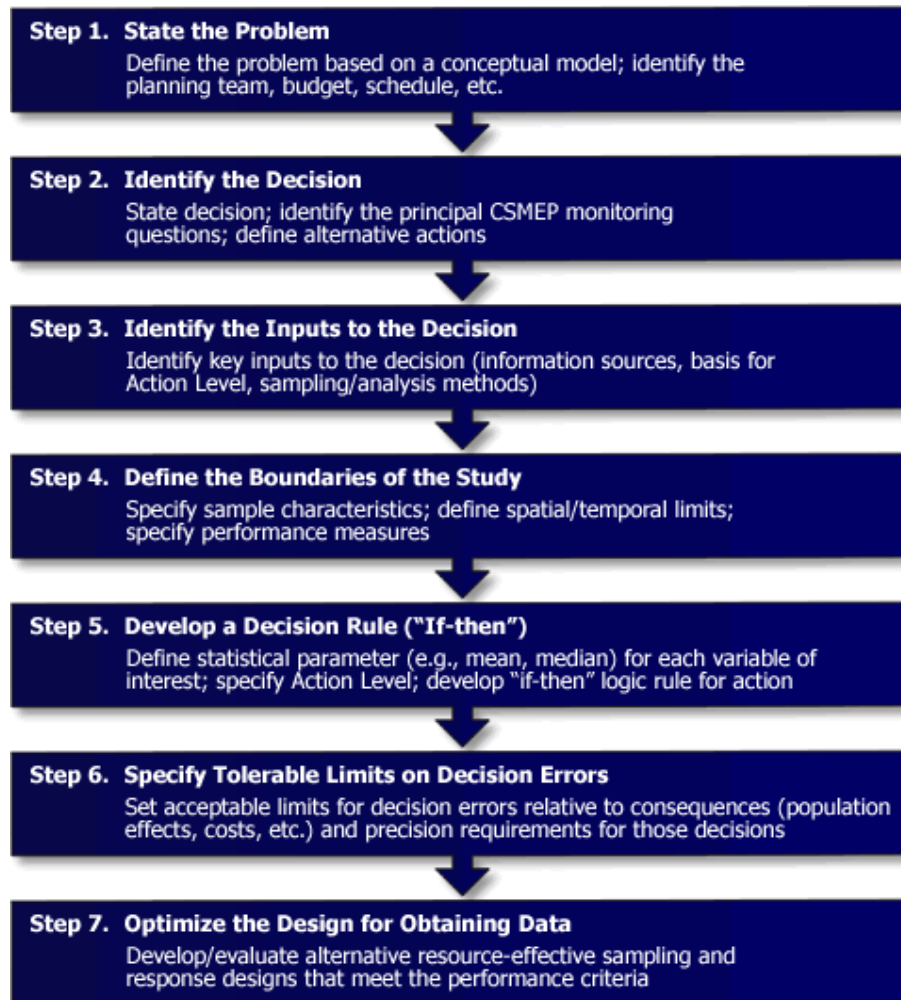 Step 1. State the Problem
Define the problem based on a conceptual model; identify the
planning team, budget, schedule, etc.
Step 2. Identify the Decision
State decision; identify the principal CSMEP monitoring
questions; define alternative actions
Step 3. Identify the Inputs to the Decision
Identify key inputs to the decision (information sources, basis for
Action Level, sampling/analysis methods)
Step 4. Define the Boundaries of the Study
Specify sample characteristics; define spatial/temporal limits;
specify performance measures
Step 5. Develop a Decision Rule (“If-then”)
Define statistical parameter (e.g., mean, median) for each variable of
interest; specify Action Level; develop “if-then” logic rule for action
Step 6. Specify Tolerable Limits on Decision Errors
Set acceptable limits for decision errors relative to consequences (population
effects, costs, etc.) and precision requirements for those decisions
Step 7. Optimize the Design for Obtaining Data
Develop/evaluate alternative resource-effective sampling and
response designs that meet the performance criteria